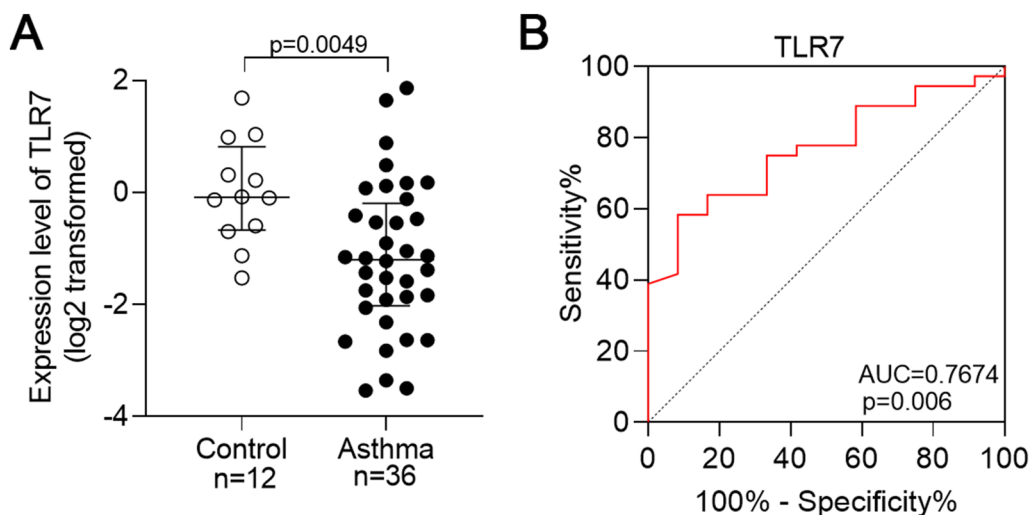 A
p=0.0049
Expression level of TLR7
(log2 transformed)
2
0
-2
-4
Control
n=12
Asthma
n=36
B
TLR7
Sensitivity%
100
80
60
40
20
0
AUC=0.7674
p=0.006
0 20 40 60 80 100
100% - Specificity%